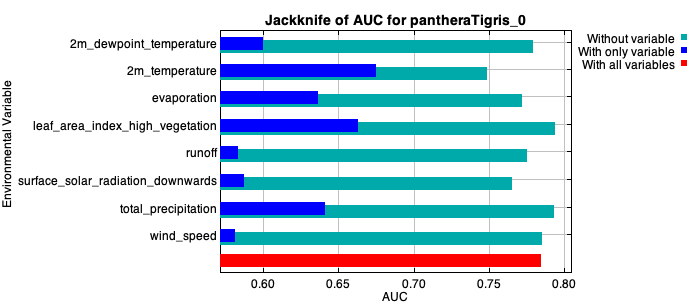 Jackknife of AUC for pantheraTigris_0
Without variable
With only variable
With all variables
Environmental Variable
2m_dewpoint_temperature
2m_temperature
evaporation
leaf_area_index_high_vegetation
runoff
surface_solar_radiation_downwards
total_precipitation
wind_speed
0.60 0.65 0.70 0.75 0.80
AUC